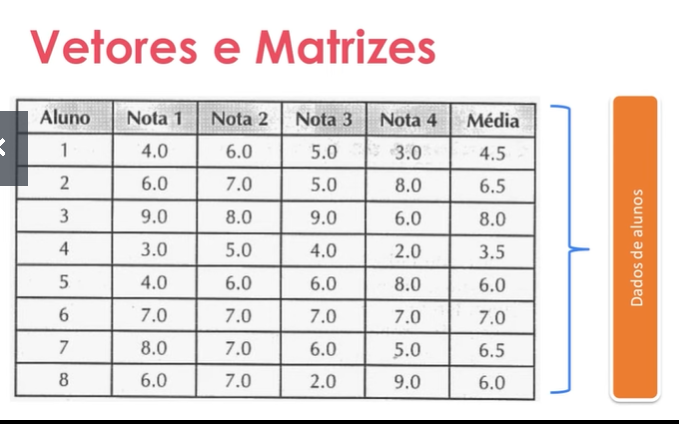 Vetores e Matrizes
Aluno Nota 1 Nota 2 Nota 3 Nota 4 Média
1 4.0 6.0 5.0 3.0 4.5
2 6.0 7.0 5.0 8.0 6.5
3 9.0 8.0 9.0 6.0 8.0
4 3.0 5.0 4.0 2.0 3.5
5 4.0 6.0 6.0 8.0 6.0
6 7.0 7.0 7.0 7.0 7.0
7 8.0 7.0 6.0 5.0 6.5
8 6.0 7.0 2.0 9.0 6.0
Dados de alunos